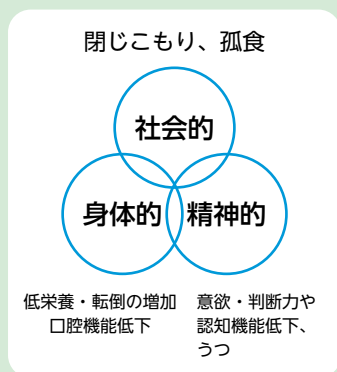 閉じこもり、孤食
社会的
身体的
精神的
低栄養・転倒の増加
口腔機能低下
意欲・判断力や
認知機能低下、
うつ